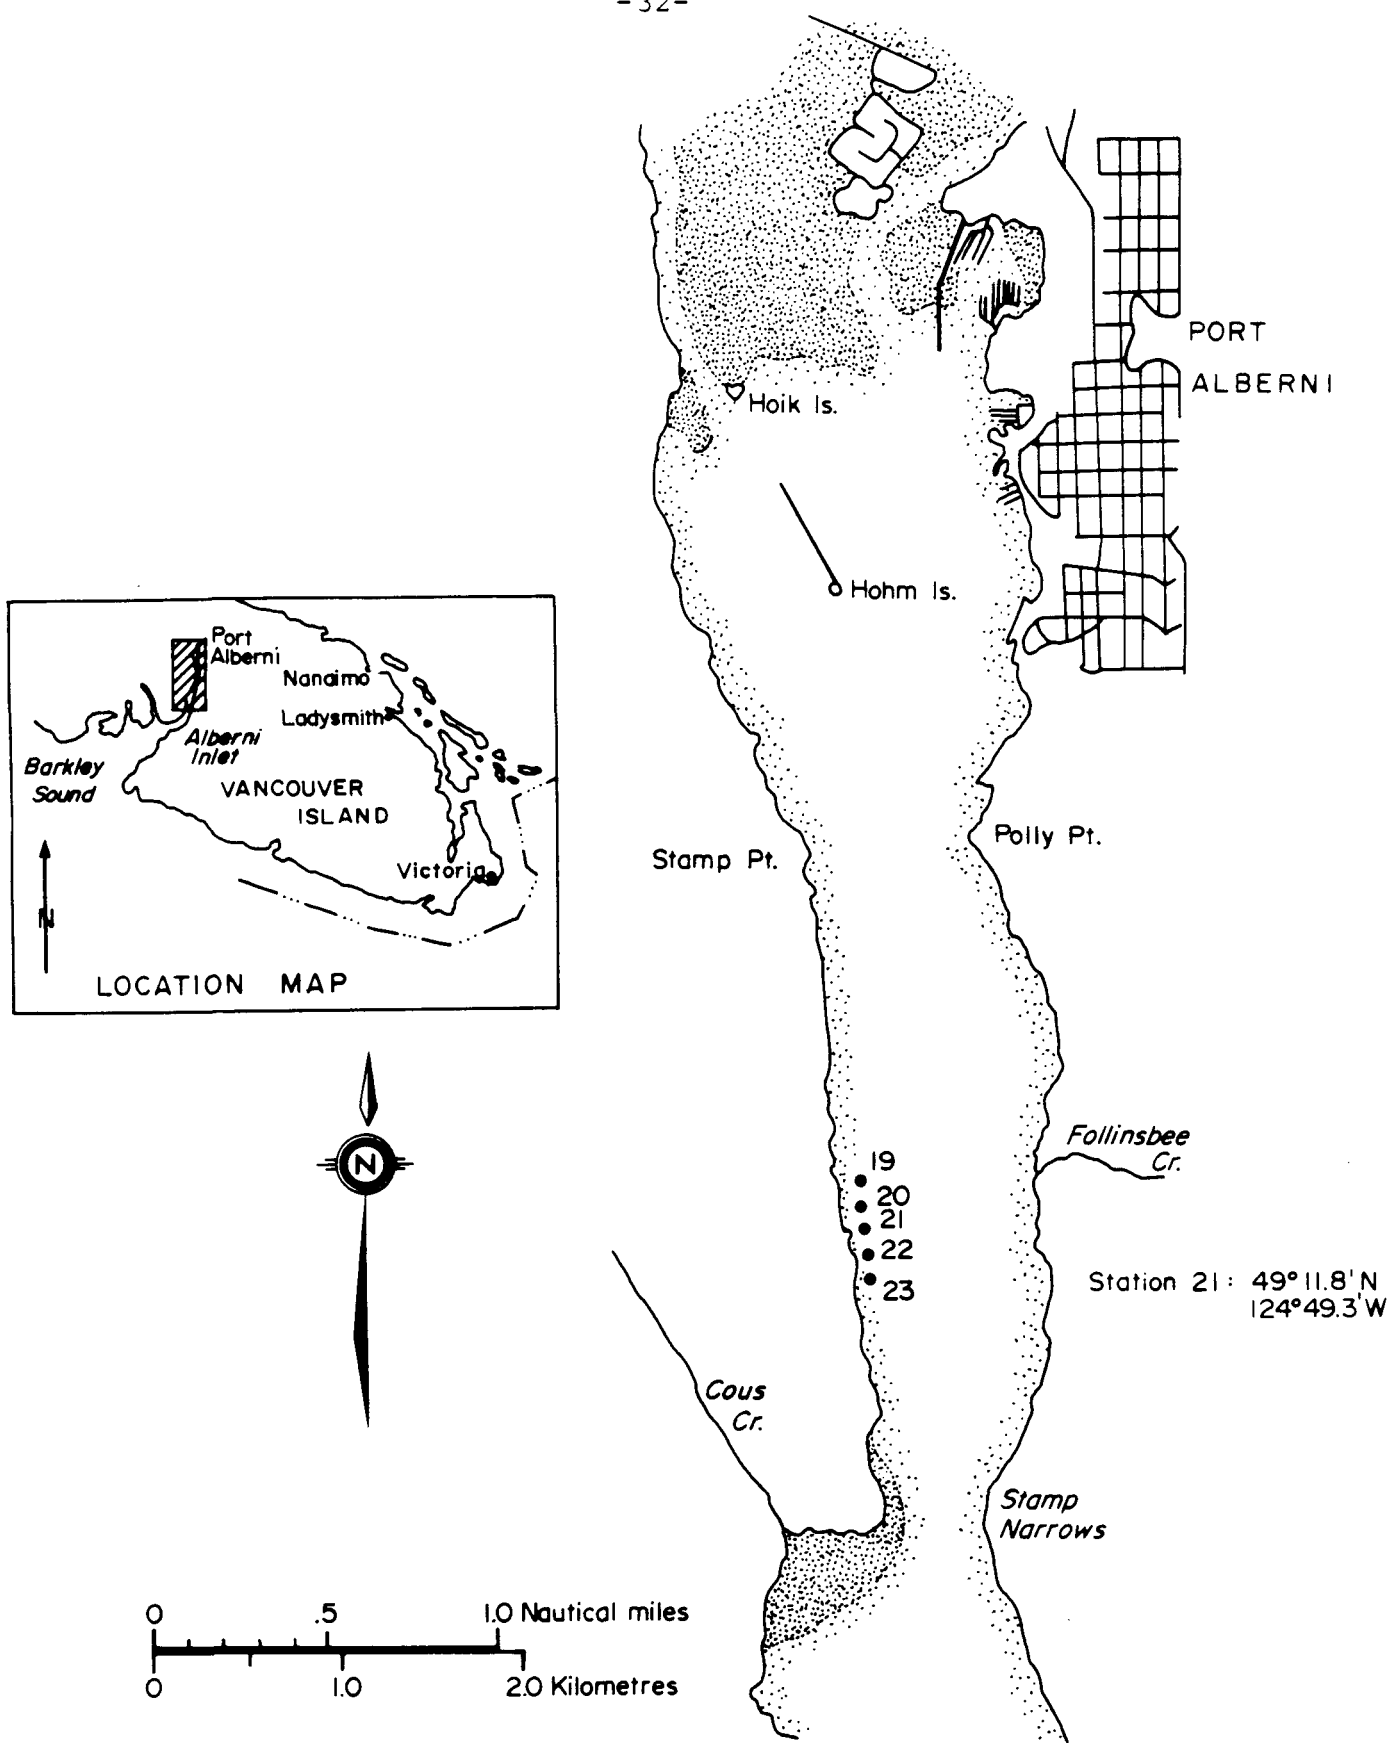 -32-
PORT
ALBERNI
Hoik Is.
Hohm Is.
Port
Alberni
Nanaimo
Ladysmith
Alberni
Inlet
Barkley
Sound
VANCOUVER
ISLAND
Victoria
N
LOCATION MAP
Stamp Pt.
Polly Pt.
N
Follinsbee
Cr.
19
20
21
22
23
Station 21: 49°11.8'N
124°49.3'W
Cous
Cr.
Stamp
Narrows
0 .5 1.0 Nautical miles
0 1.0 2.0 Kilometres